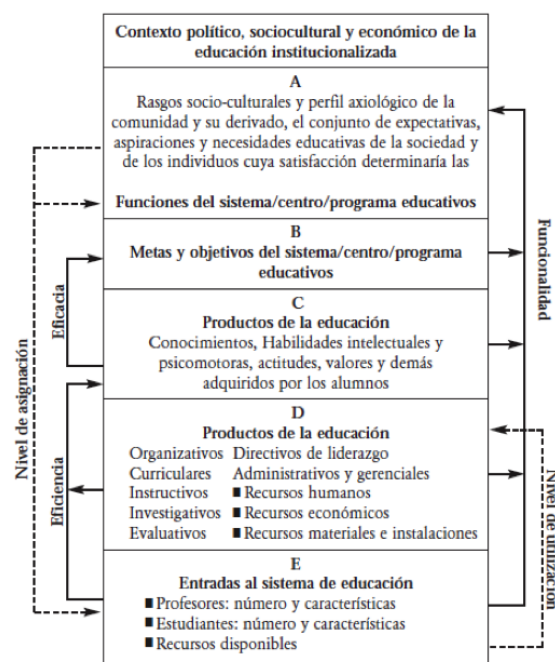 Contexto político, sociocultural y económico de la
educación institucionalizada
A
Rasgos socio-culturales y perfil axiológico de la
comunidad y su derivado, el conjunto de expectativas,
aspiraciones y necesidades educativas de la sociedad y
de los individuos cuya satisfacción determinaría las
Funciones del sistema/centro/programa educativos
B
Metas y objetivos del sistema/centro/programa
educativos
C
Productos de la educación
Conocimientos, Habilidades intelectuales y
psicomotoras, actitudes, valores y demás
adquiridos por los alumnos
D
Productos de la educación
Organizativos Directivos de liderazgo
Curriculares Administrativos y gerenciales
Instructivos ■ Recursos humanos
Investigativos ■ Recursos económicos
Evaluativos ■ Recursos materiales e instalaciones
E
Entradas al sistema de educación
■ Profesores: número y características
■ Estudiantes: número y características
■ Recursos disponibles
Nivel de asignación
Eficacia
Eficiencia
Funcionalidad
Nivel de utilización